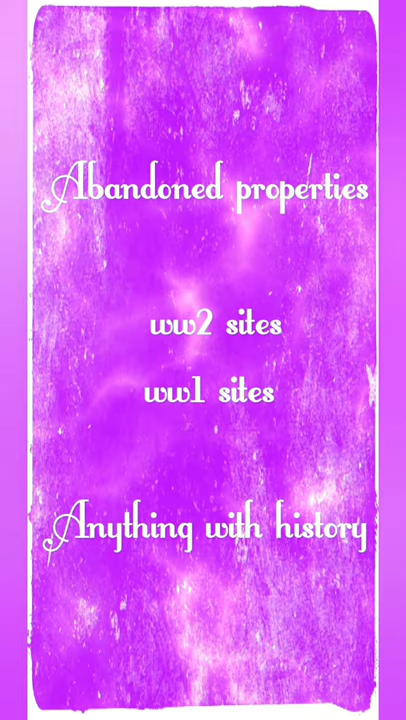 Abandoned properties
ww2 sites
ww1 sites
Anything with history